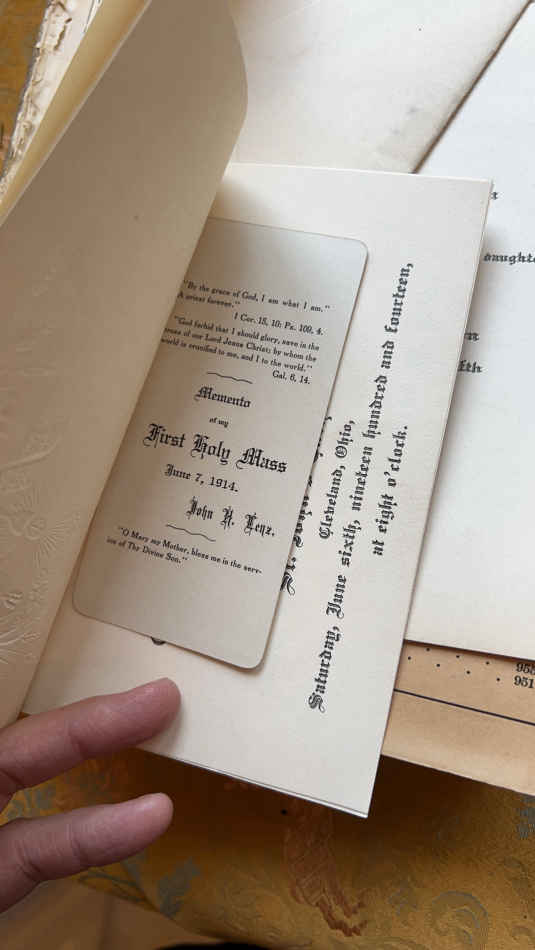 "By the grace of God, I am what I am."
A priest forever."
I Cor. 15, 10; Ps. 109, 4.
"God forbid that I should glory, save in the
cross of our Lord Jesus Christ; by whom the
world is crucified to me, and I to the world."
Gal. 6, 14.
Memento
of my
First Holy Mass
June 7, 1914.
John H. Lenz.
"O Mary my Mother, bless me in the serv-
ice of The Divine Son."
Cleveland, Ohio,
Saturday, June sixth, nineteen hundred and fourteen,
at eight o'clock.
951